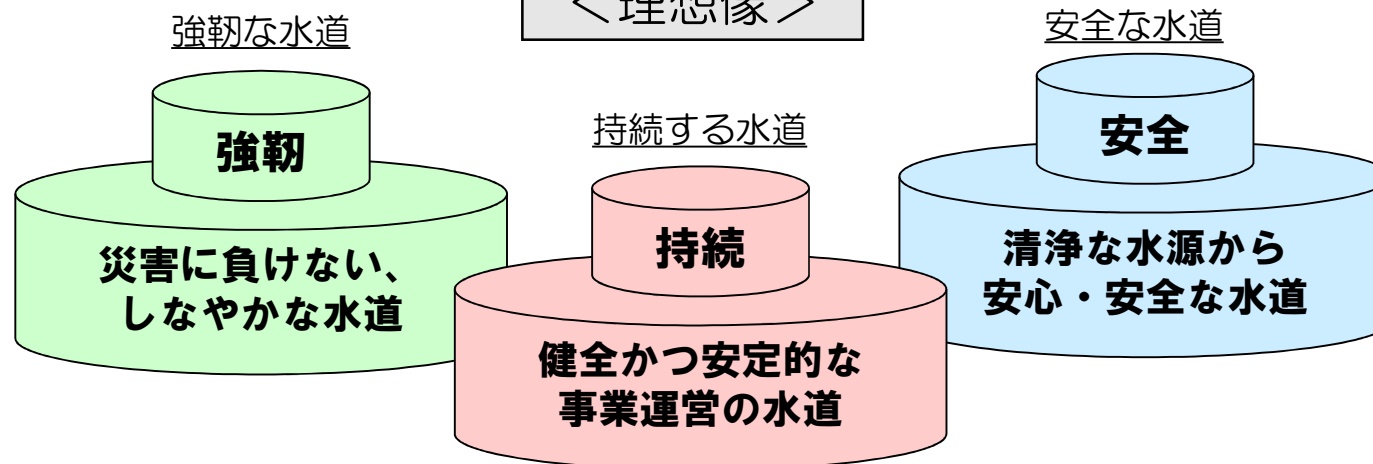 ＜理想像＞
強靭な水道
強靭
災害に負けない、
しなやかな水道
持続する水道
持続
健全かつ安定的な
事業運営の水道
安全な水道
安全
清浄な水源から
安心・安全な水道